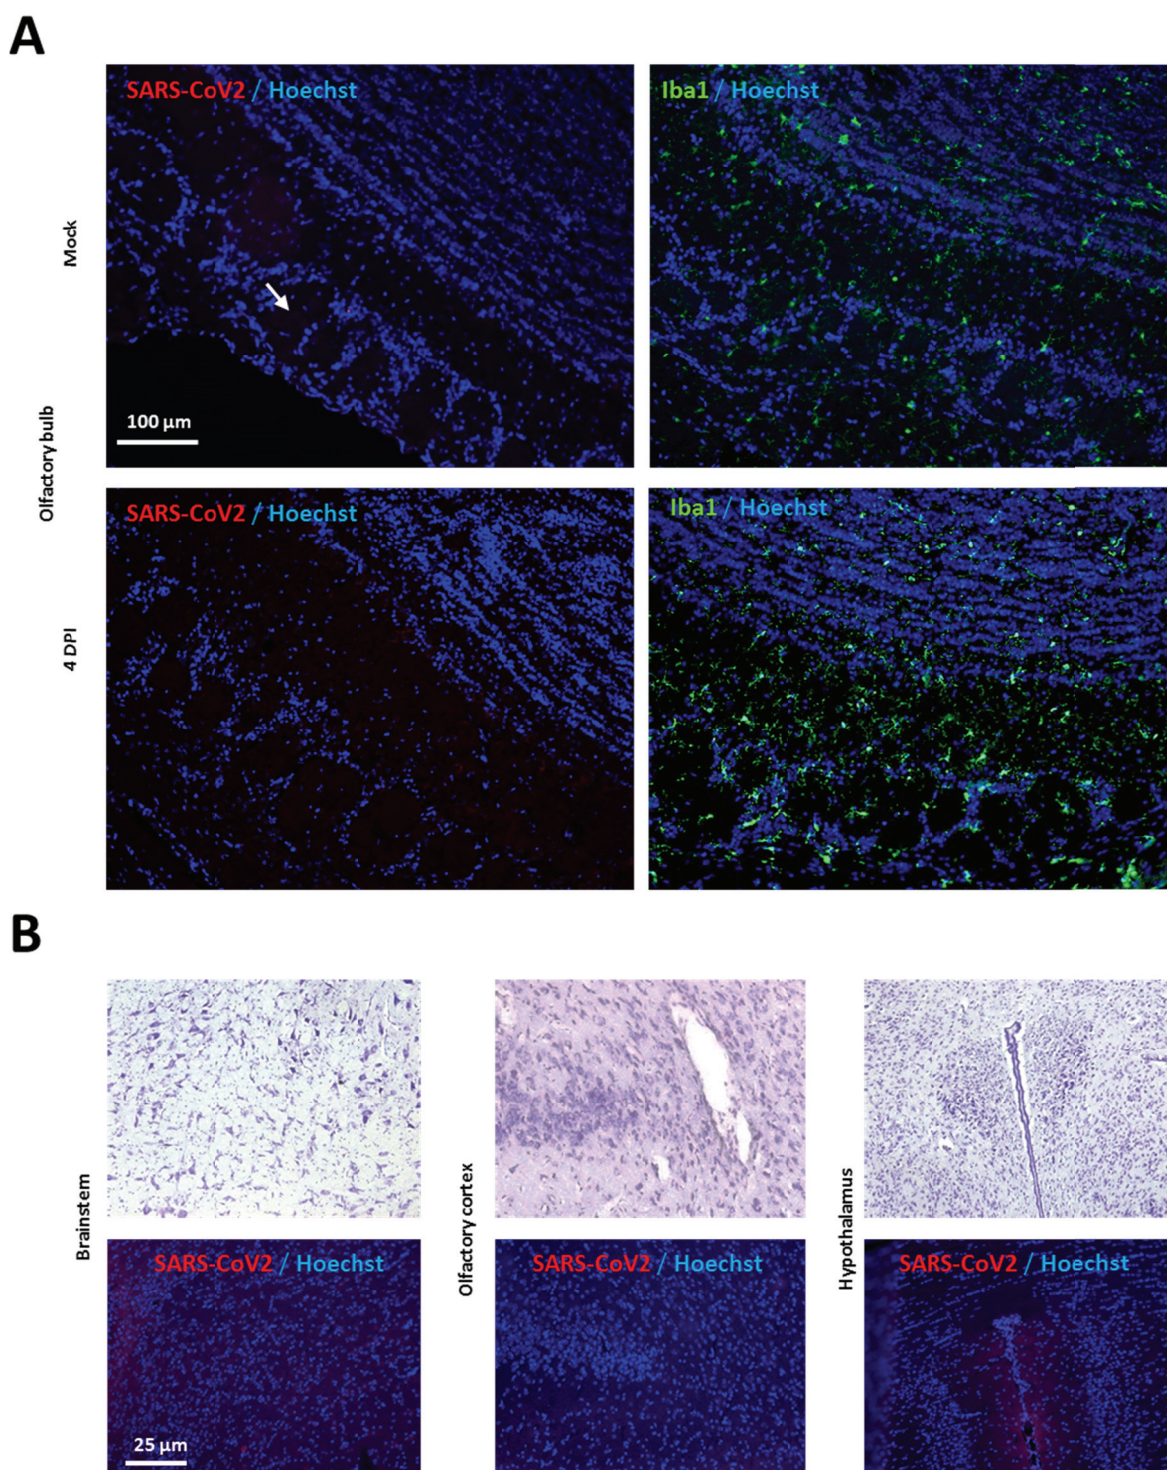 A
SARS-CoV2 / Hoechst
Iba1 / Hoechst
Mock
100 µm
Olfactory bulb
SARS-CoV2 / Hoechst
Iba1 / Hoechst
4 DPI
B
Brainstem
Olfactory cortex
Hypothalamus
SARS-CoV2 / Hoechst
SARS-CoV2 / Hoechst
SARS-CoV2 / Hoechst
25 µm